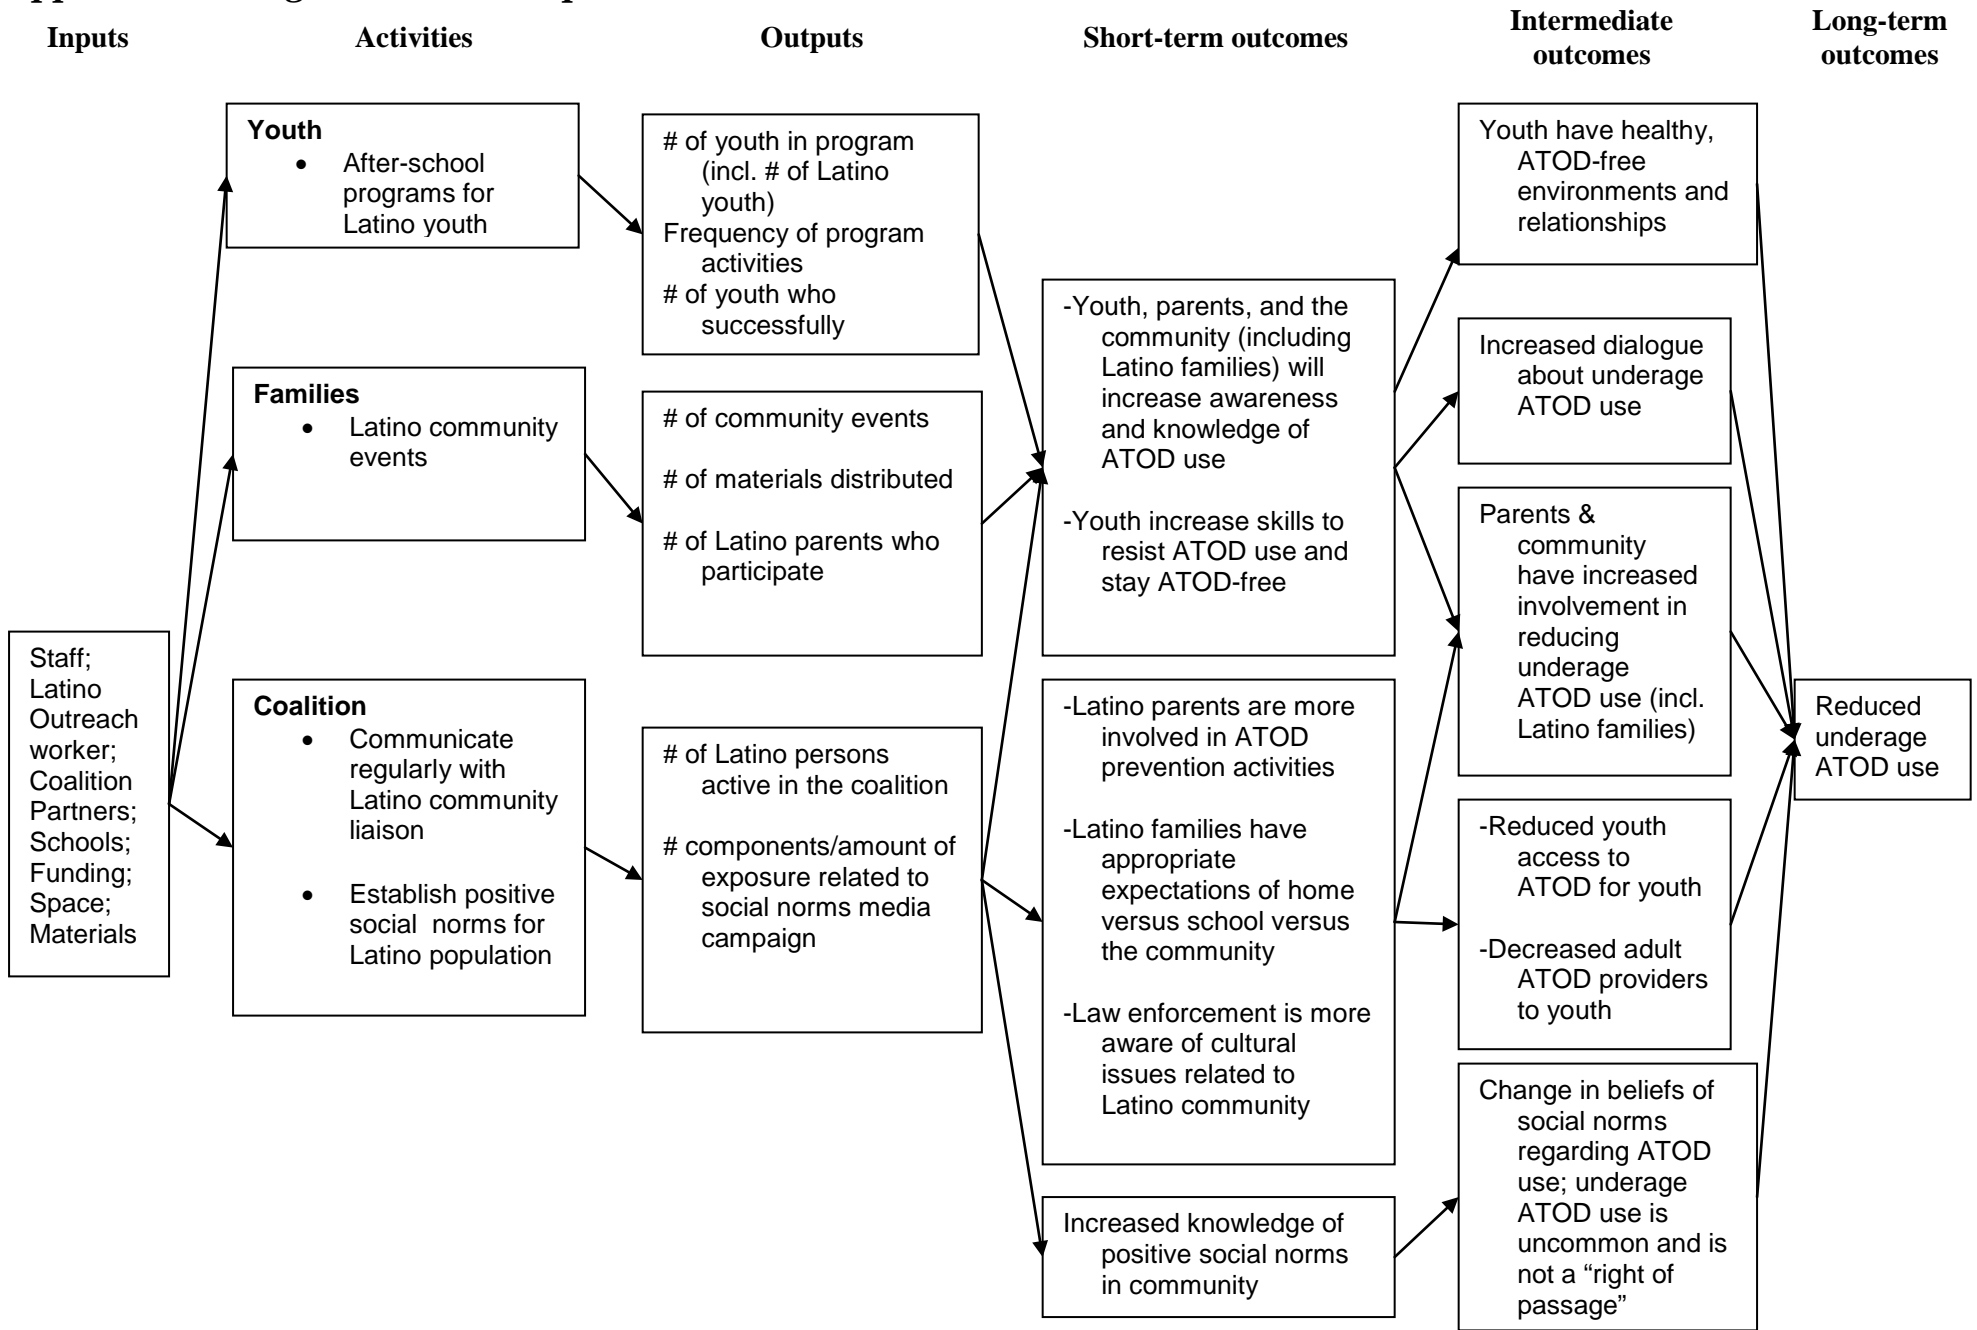 Inputs
Activities
Outputs
Short-term outcomes
Intermediate
outcomes
Long-term
outcomes
Staff;
Latino
Outreach
worker;
Coalition
Partners;
Schools;
Funding;
Space;
Materials
Youth
• After-school
programs for
Latino youth
Families
• Latino community
events
Coalition
• Communicate
regularly with
Latino community
liaison
• Establish positive
social norms for
Latino population
# of youth in program
(incl. # of Latino
youth)
Frequency of program
activities
# of youth who
successfully
# of community events
# of materials distributed
# of Latino parents who
participate
# of Latino persons
active in the coalition
# components/amount of
exposure related to
social norms media
campaign
-Youth, parents, and the
community (including
Latino families) will
increase awareness
and knowledge of
ATOD use
-Youth increase skills to
resist ATOD use and
stay ATOD-free
-Latino parents are more
involved in ATOD
prevention activities
-Latino families have
appropriate
expectations of home
versus school versus
the community
-Law enforcement is more
aware of cultural
issues related to
Latino community
Increased knowledge of
positive social norms
in community
Youth have healthy,
ATOD-free
environments and
relationships
Increased dialogue
about underage
ATOD use
Parents &
community
have increased
involvement in
reducing
underage
ATOD use (incl.
Latino families)
-Reduced youth
access to
ATOD for youth
-Decreased adult
ATOD providers
to youth
Change in beliefs of
social norms
regarding ATOD
use; underage
ATOD use is
uncommon and is
not a “right of
passage”
Reduced
underage
ATOD use